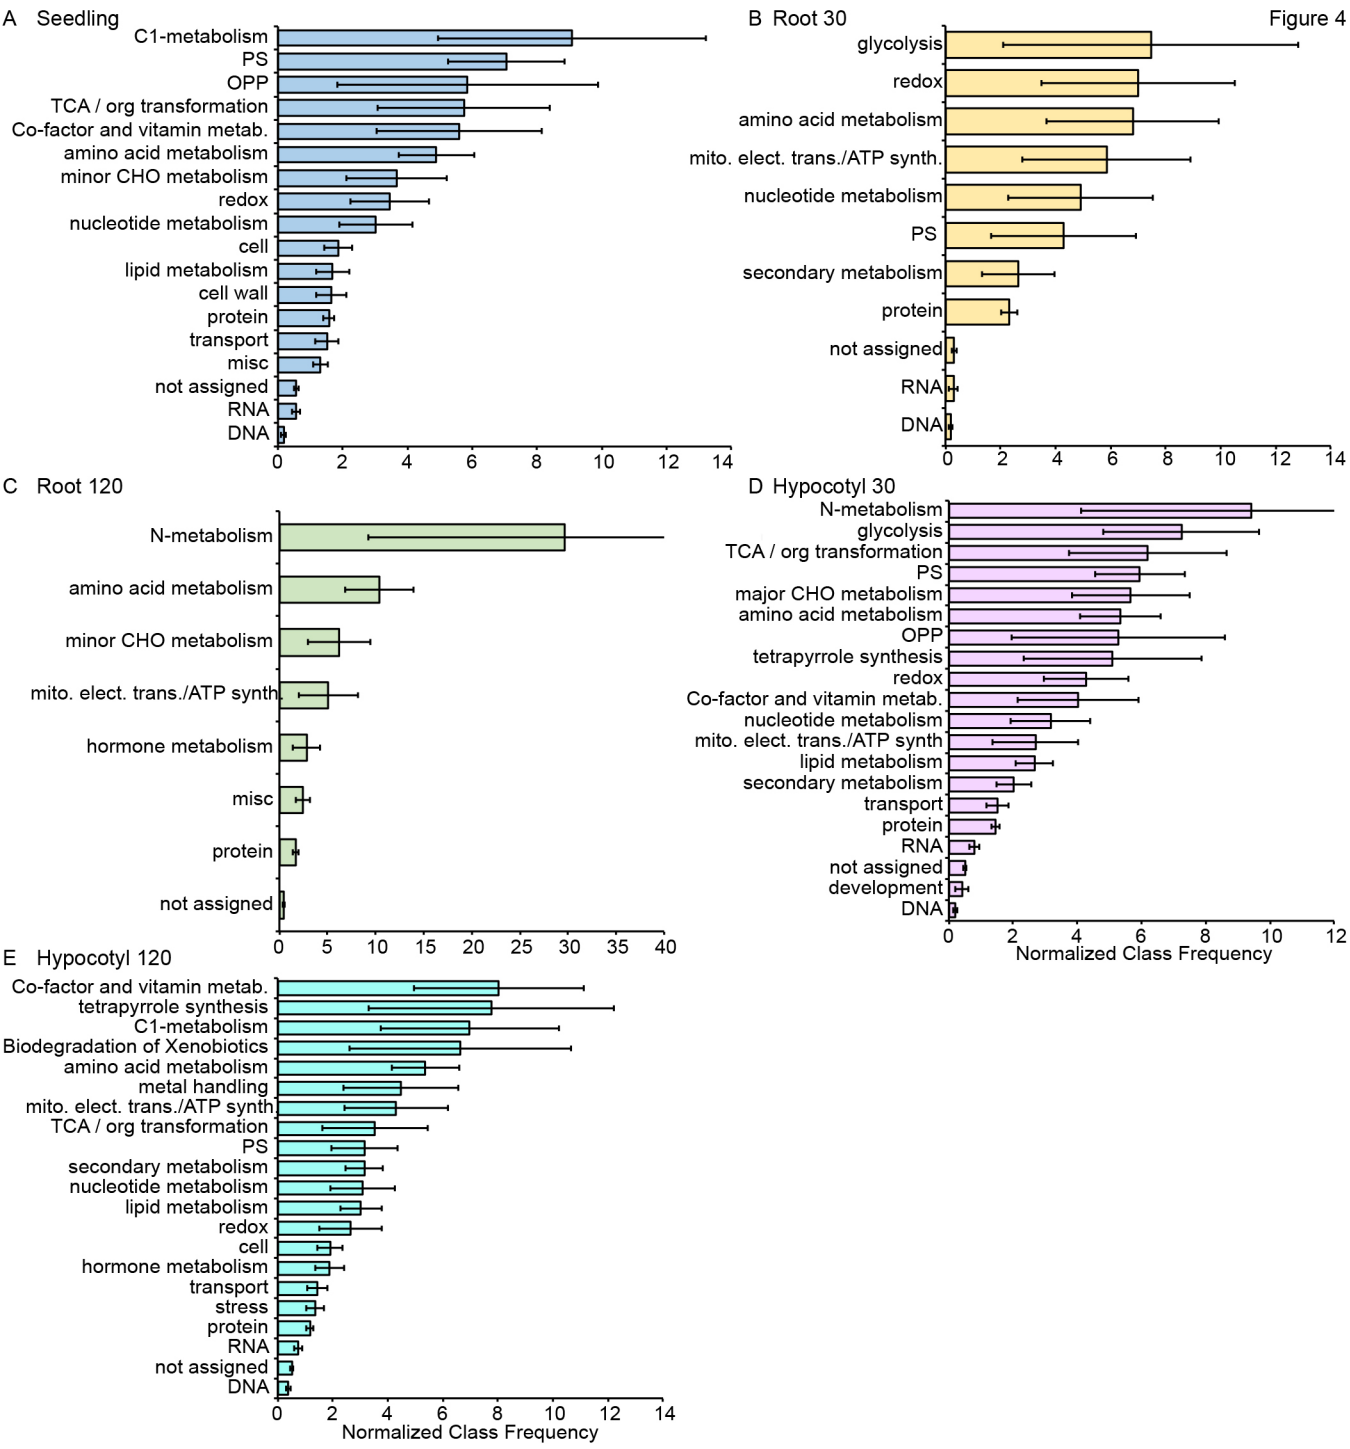 A Seedling
C1-metabolism
PS
OPP
TCA / org transformation
Co-factor and vitamin metab.
amino acid metabolism
minor CHO metabolism
redox
nucleotide metabolism
cell
lipid metabolism
cell wall
protein
transport
misc
not assigned
RNA
DNA
0 2 4 6 8 10 12 14
B Root 30
Figure 4
glycolysis
redox
amino acid metabolism
mito. elect. trans./ATP synth.
nucleotide metabolism
PS
secondary metabolism
protein
not assigned
RNA
DNA
0 2 4 6 8 10 12 14
C Root 120
N-metabolism
amino acid metabolism
minor CHO metabolism
mito. elect. trans./ATP synth
hormone metabolism
misc
protein
not assigned
0 5 10 15 20 25 30 35 40
D Hypocotyl 30
N-metabolism
glycolysis
TCA / org transformation
PS
major CHO metabolism
amino acid metabolism
OPP
tetrapyrrole synthesis
redox
Co-factor and vitamin metab.
nucleotide metabolism
mito. elect. trans./ATP synth
lipid metabolism
secondary metabolism
transport
protein
RNA
not assigned
development
DNA
0 2 4 6 8 10 12
Normalized Class Frequency
E Hypocotyl 120
Co-factor and vitamin metab.
tetrapyrrole synthesis
C1-metabolism
Biodegradation of Xenobiotics
amino acid metabolism
metal handling
mito. elect. trans./ATP synth
TCA / org transformation
PS
secondary metabolism
nucleotide metabolism
lipid metabolism
redox
cell
hormone metabolism
transport
stress
protein
RNA
not assigned
DNA
0 2 4 6 8 10 12 14
Normalized Class Frequency